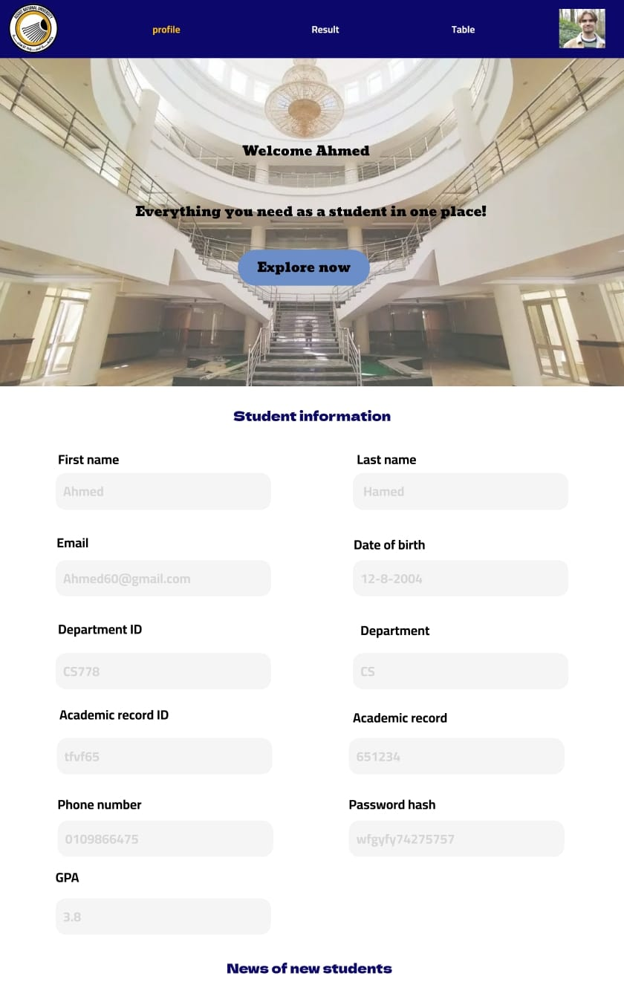 ASSIUT NATIONAL UNIVERSITY
profile
Result
Table
Welcome Ahmed
Everything you need as a student in one place!
Explore now
Student information
First name
Last name
Ahmed
Hamed
Email
Date of birth
Ahmed60@gmail.com
12-8-2004
Department ID
Department
CS778
CS
Academic record ID
Academic record
tfvf65
651234
Phone number
Password hash
0109866475
wfgyfy74275757
GPA
3.8
News of new students